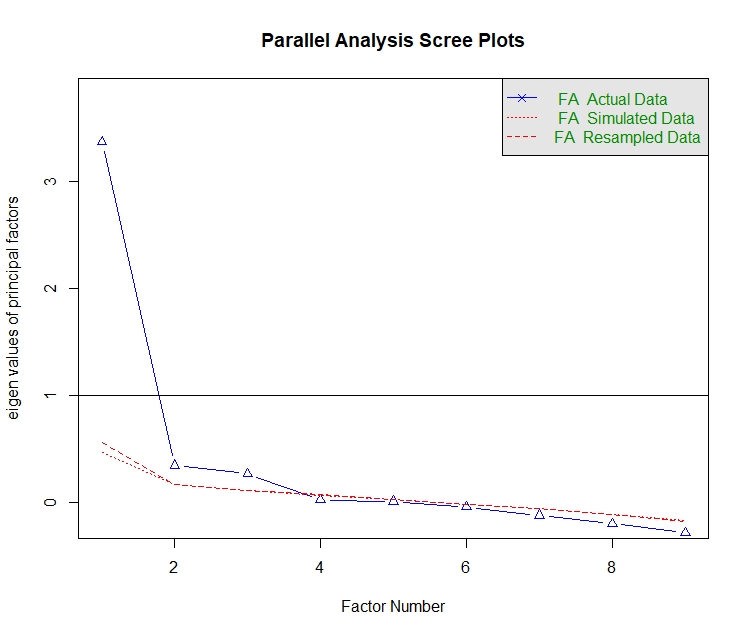 Parallel Analysis Scree Plots
FA Actual Data
FA Simulated Data
FA Resampled Data
eigen values of principal factors
3
2
1
0
2 4 6 8
Factor Number